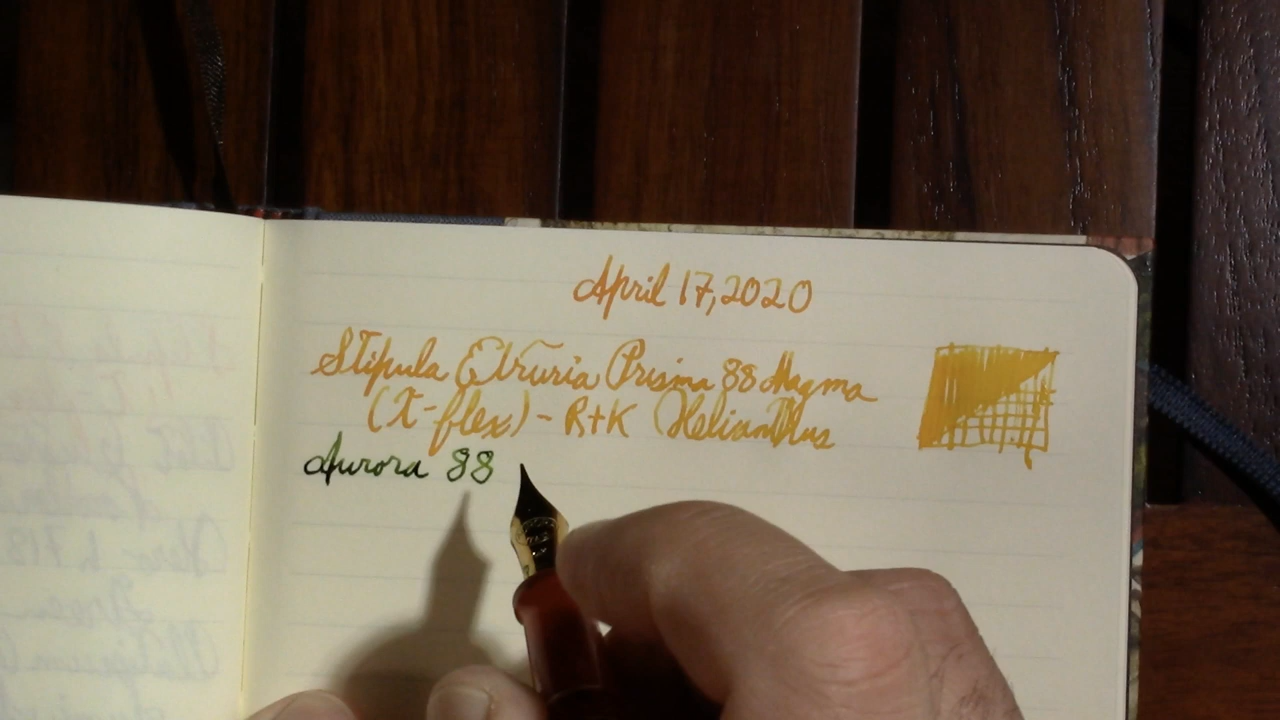 April 17, 2020
Stipula Etruria Prisma 88 Magma
(T-flex) - R+K Helianthus
Aurora 88